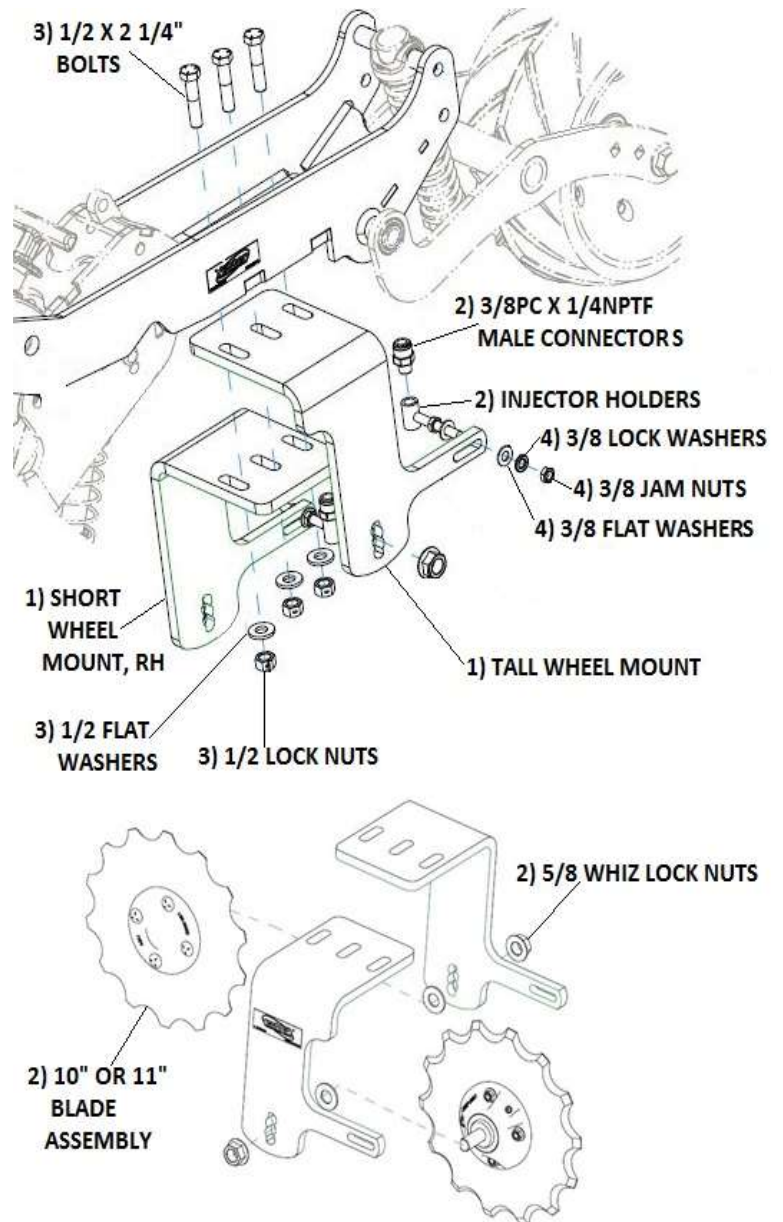 3) 1/2 X 2 1/4"
BOLTS
2) 3/8PC X 1/4NPTF
MALE CONNECTORS
2) INJECTOR HOLDERS
4) 3/8 LOCK WASHERS
4) 3/8 JAM NUTS
4) 3/8 FLAT WASHERS
1) SHORT
WHEEL
MOUNT, RH
1) TALL WHEEL MOUNT
3) 1/2 FLAT
WASHERS
3) 1/2 LOCK NUTS
2) 5/8 WHIZ LOCK NUTS
2) 10" OR 11"
BLADE
ASSEMBLY